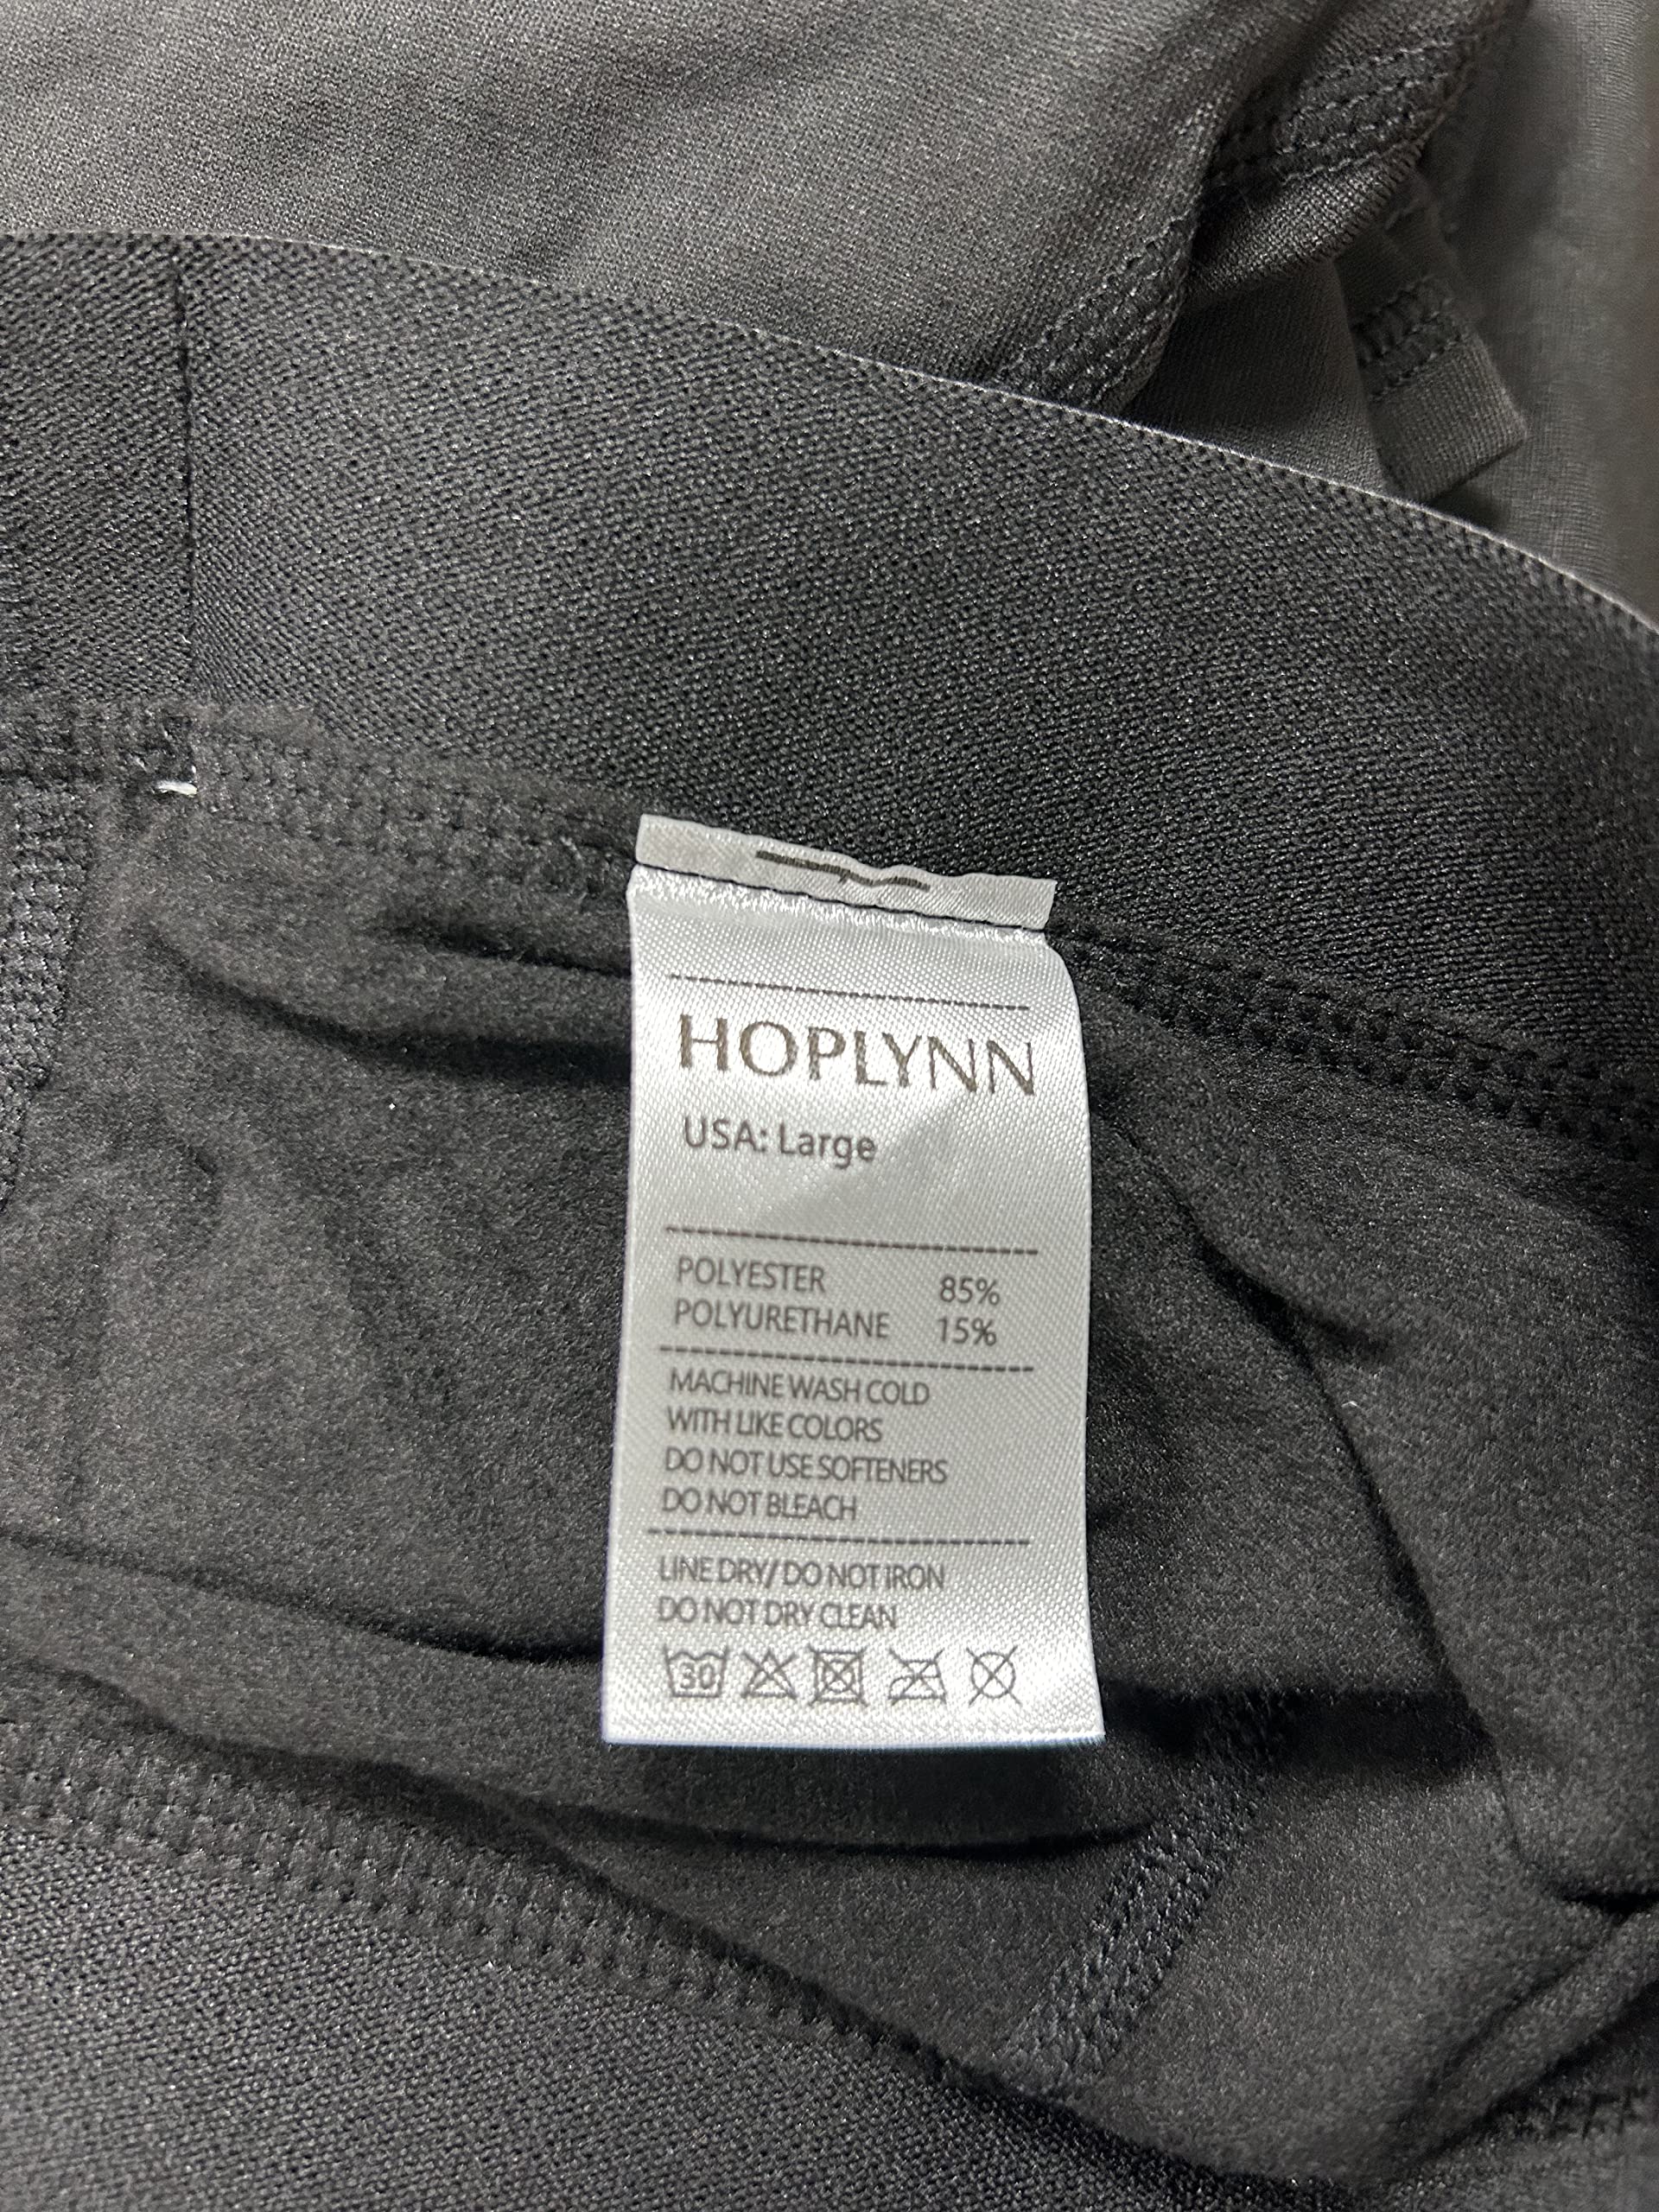 HOPLYNN
USA: Large
POLYESTER 85%
POLYURETHANE 15%
MACHINE WASH COLD
WITH LIKE COLORS
DO NOT USE SOFTENERS
DO NOT BLEACH
LINE DRY/ DO NOT IRON
DO NOT DRY CLEAN
30